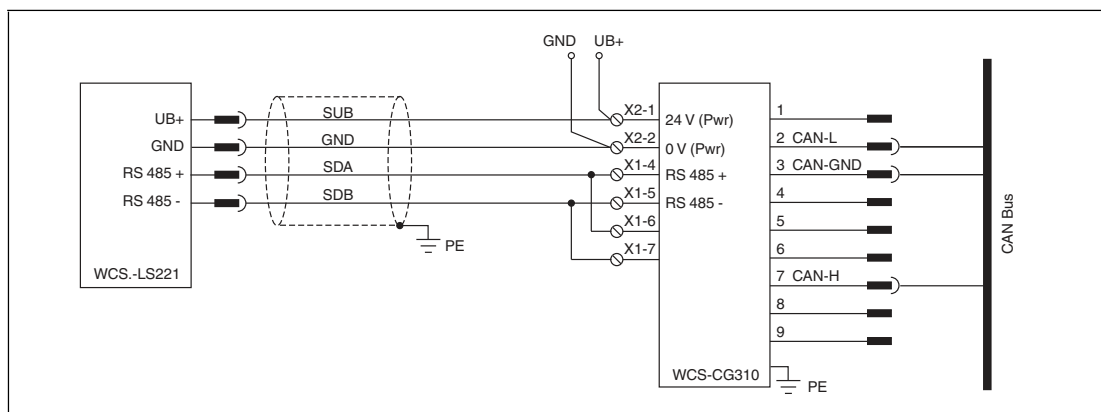 GND UB+
UB+ SUB X2-1 24 V (Pwr) 1
GND GND X2-2 0 V (Pwr) 2 CAN-L
RS 485 + SDA X1-4 RS 485 + 3 CAN-GND
RS 485 - SDB X1-5 RS 485 - 4
X1-6 5
PE X1-7 6
7 CAN-H
WCS.-LS221
8
9
WCS-CG310
PE
CAN Bus